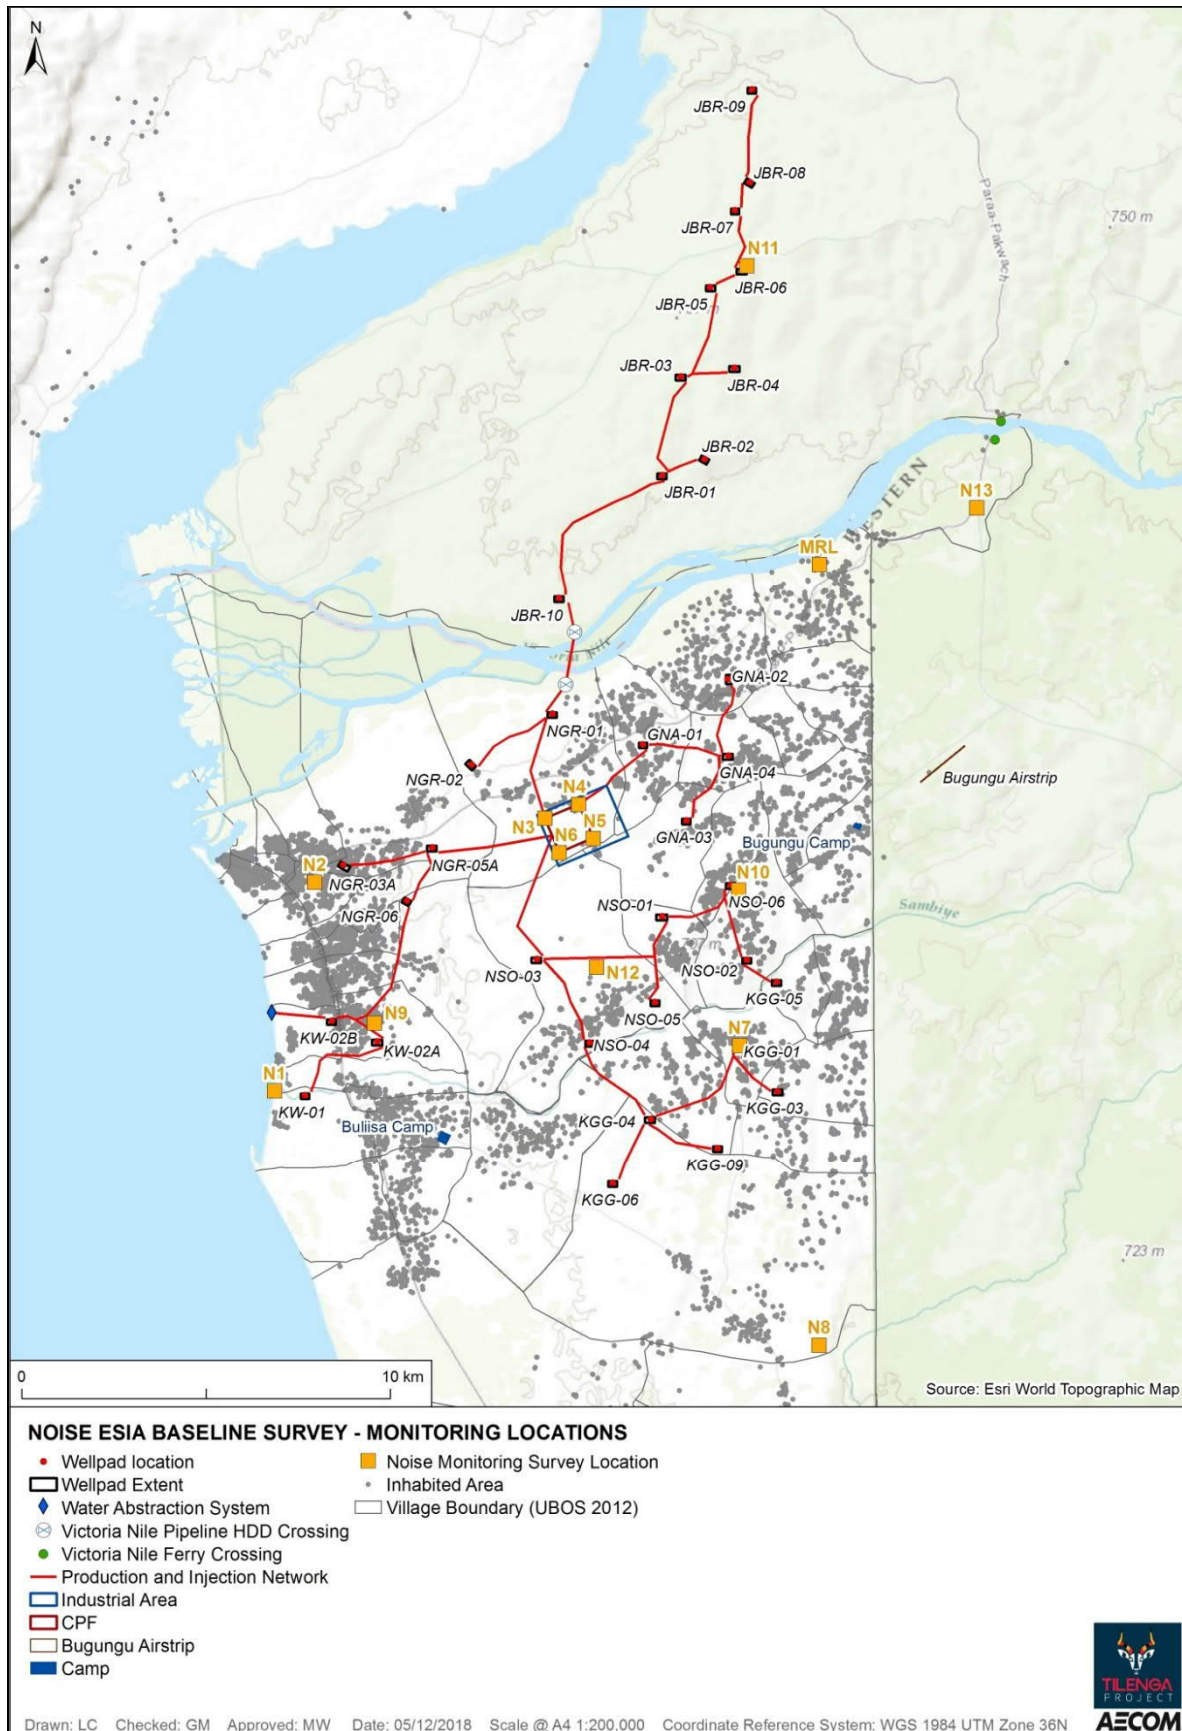 N
JBR-09
JBR-08
Paraa-Pakwach
JBR-07
750 m
N11
JBR-06
JBR-05
JBR-03
JBR-04
JBR-02
WESTERN
N13
JBR-01
MRL
JBR-10
GNA-02
NGR-01
GNA-01
NGR-02
GNA-04
Bugungu Airstrip
N4
N3
N5
GNA-03
N6
Bugungu Camp
N2
NGR-05A
NGR-03A
N10
NSO-06
NGR-06
NSO-01
Sambiye
NSO-03
N12
NSO-02
KGG-05
NSO-05
N9
KW-02B
KW-02A
NSO-04
N7
KGG-01
N1
KW-01
KGG-03
KGG-04
Buliisa Camp
KGG-09
KGG-06
723 m
N8
0 10 km
Source: Esri World Topographic Map
NOISE ESIA BASELINE SURVEY - MONITORING LOCATIONS
Wellpad location
Wellpad Extent
Water Abstraction System
Victoria Nile Pipeline HDD Crossing
Victoria Nile Ferry Crossing
Production and Injection Network
Industrial Area
CPF
Bugungu Airstrip
Camp
Noise Monitoring Survey Location
Inhabited Area
Village Boundary (UBOS 2012)
TILENGA
PROJECT
AECOM
Drawn: LC Checked: GM Approved: MW Date: 05/12/2018 Scale @ A4 1:200,000 Coordinate Reference System: WGS 1984 UTM Zone 36N